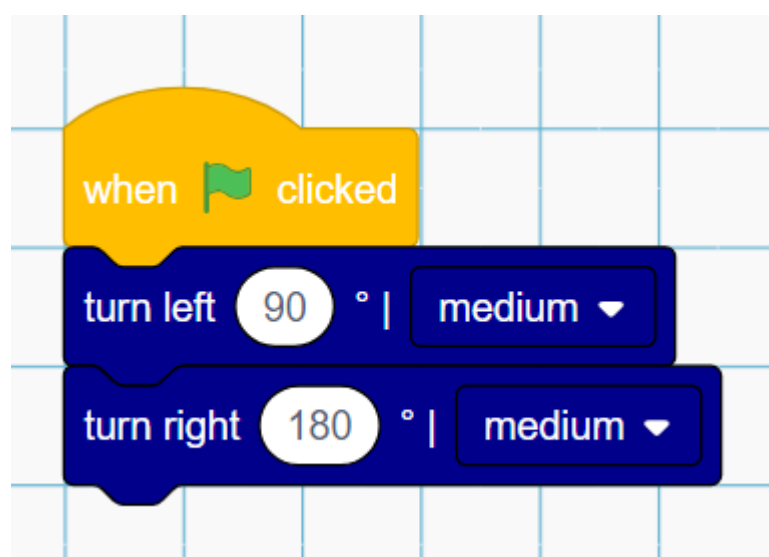 when clicked
turn left 90 ° | medium
turn right 180 ° | medium